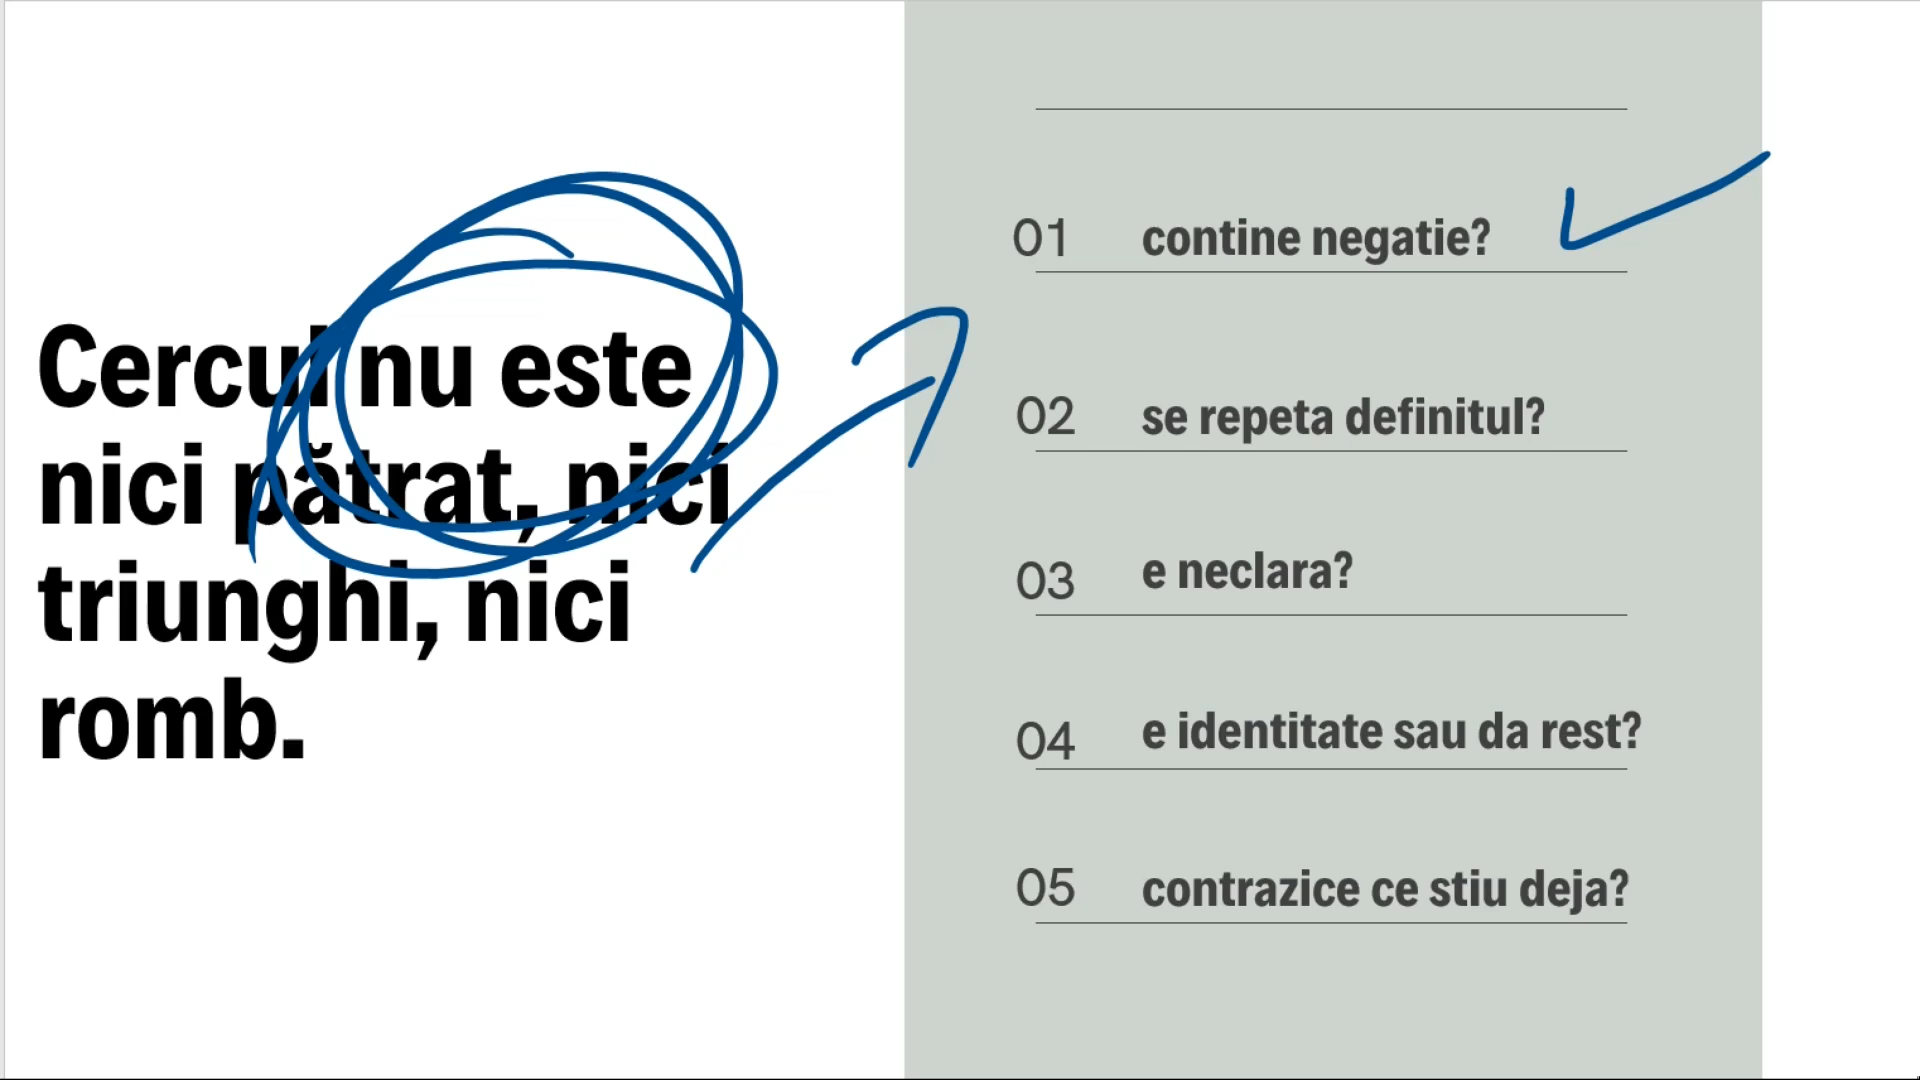 Cercul nu este
nici pătrat, nici
triunghi, nici
romb.
01 contine negatie?
02 se repeta definitul?
03 e neclara?
04 e identitate sau da rest?
05 contrazice ce stiu deja?